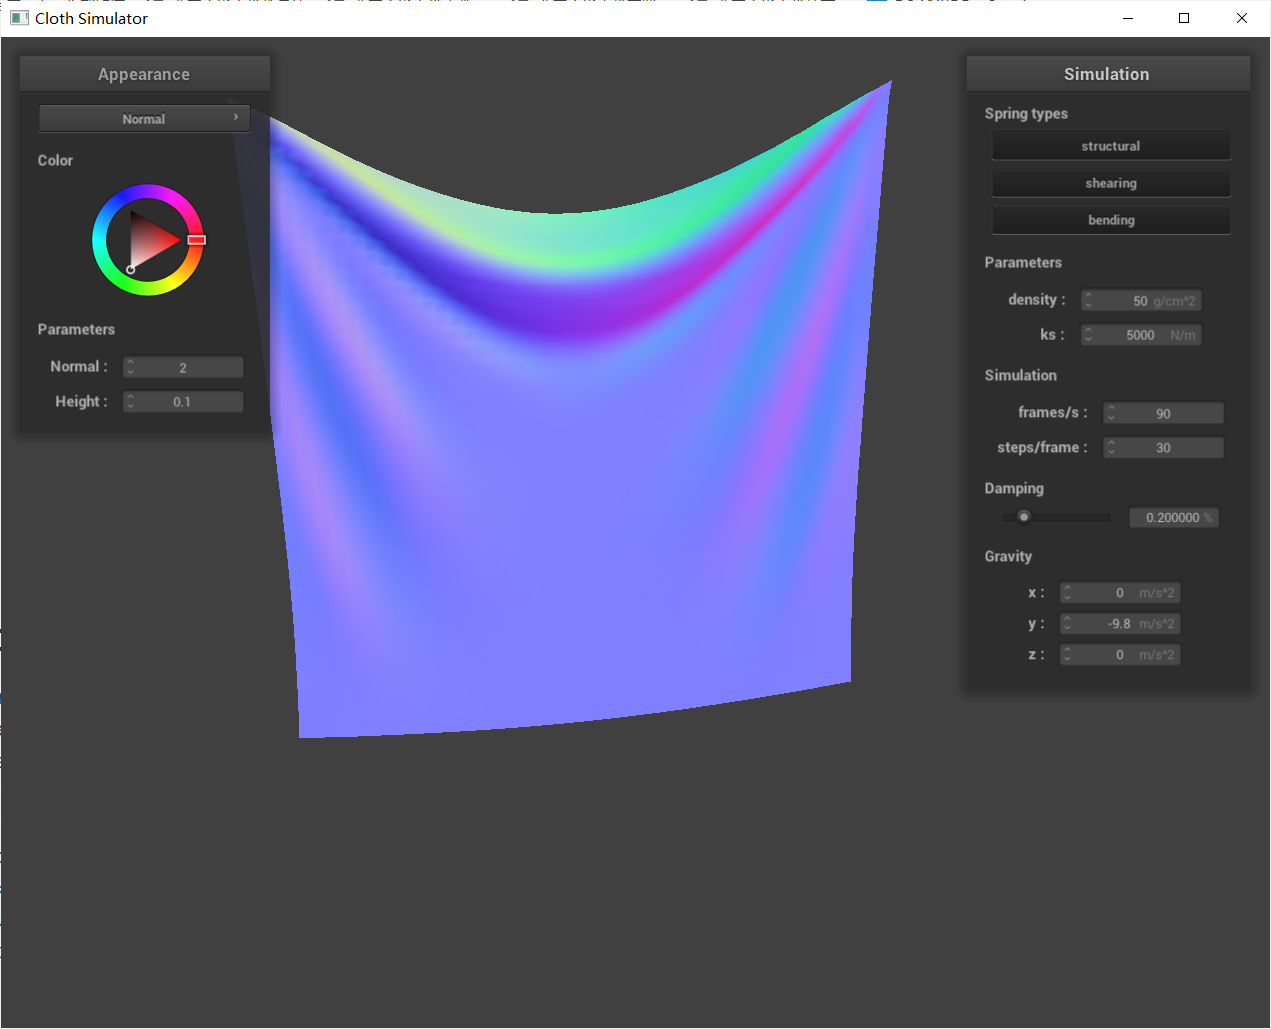 Cloth Simulator
Appearance
Normal
Color
Parameters
Normal : 2
Height : 0.1
Simulation
Spring types
structural
shearing
bending
Parameters
density : 50 g/cm^2
ks : 5000 N/m
Simulation
frames/s : 90
steps/frame : 30
Damping
0.200000 %
Gravity
x : 0 m/s^2
y : -9.8 m/s^2
z : 0 m/s^2